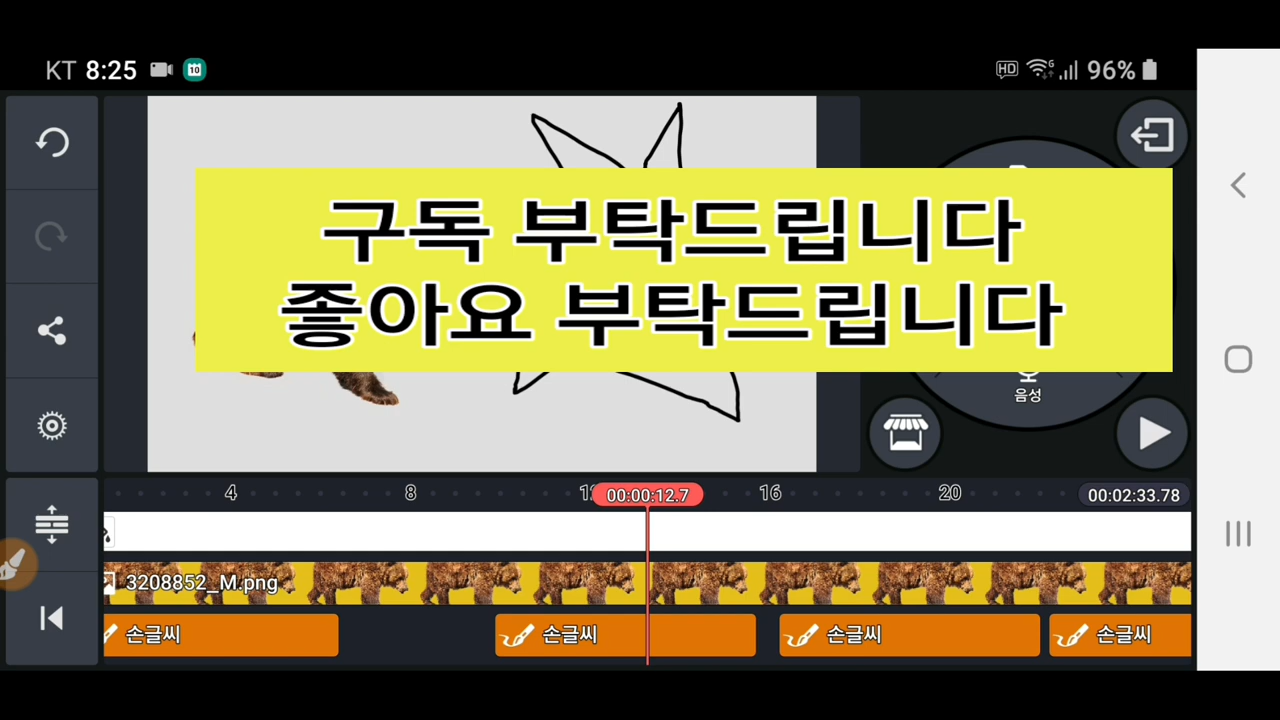 KT 8:25 10 HD 96%
구독 부탁드립니다
좋아요 부탁드립니다
음성
4 8 00:00:12.7 16 20 00:02:33.78
3208852_M.png
손글씨 손글씨 손글씨 손글씨